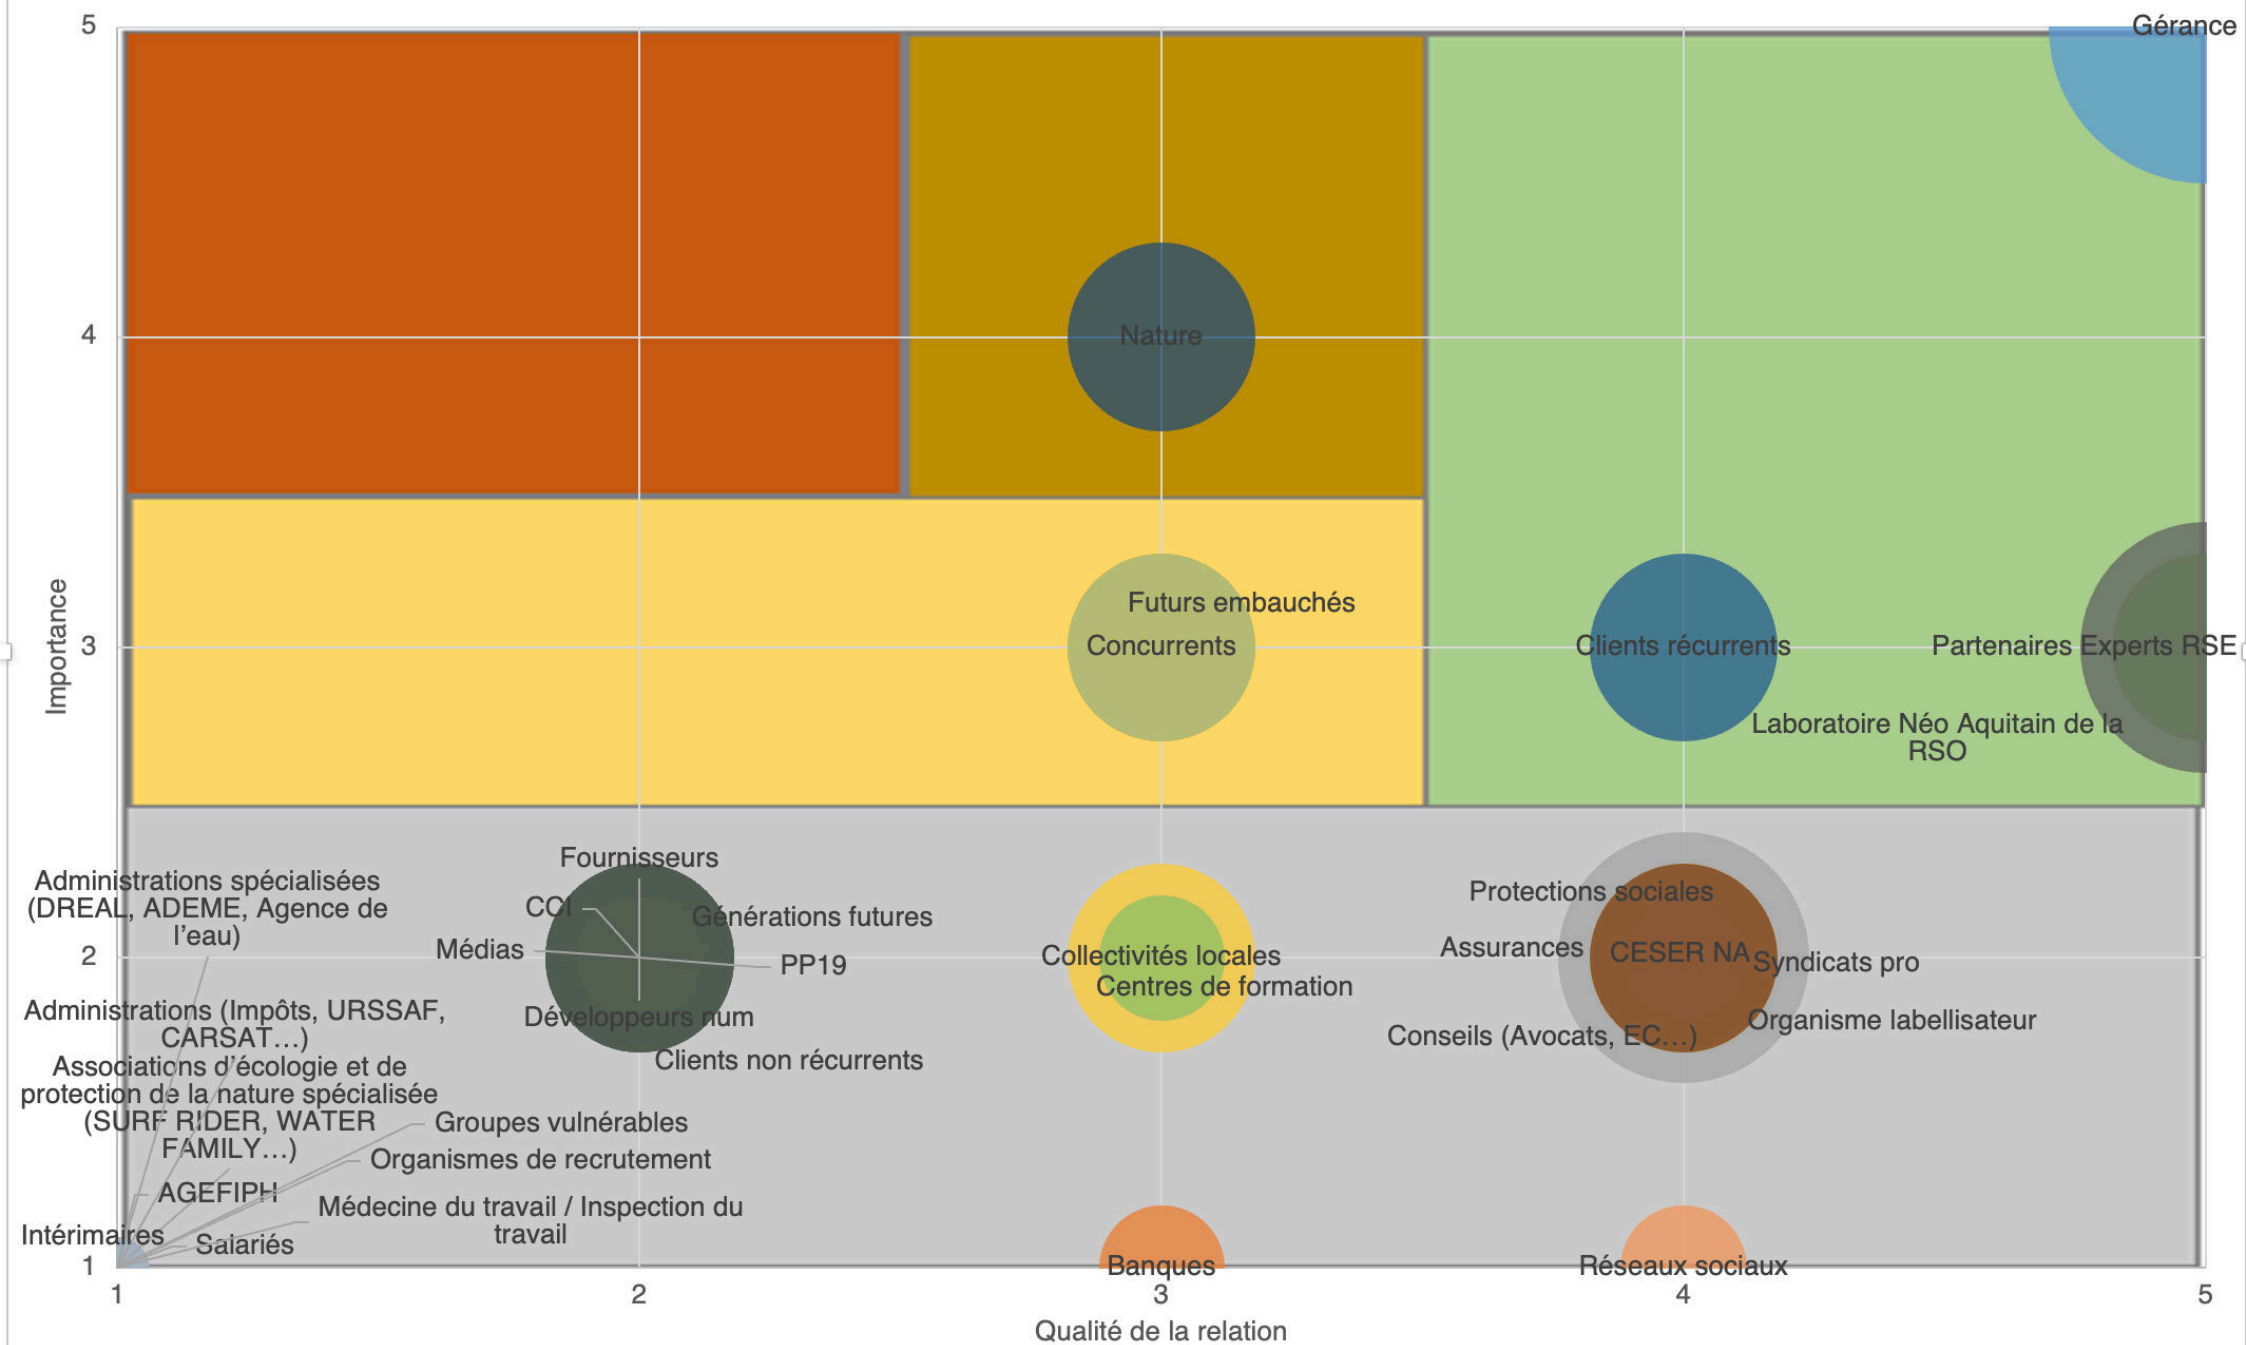 5
Gérance
4
Nature
Importance
Futurs embauchés
3
Concurrents
Clients récurrents
Partenaires Experts RSE
Laboratoire Néo Aquitain de la
RSO
Fournisseurs
Administrations spécialisées
(DREAL, ADEME, Agence de
l’eau)
CCI
Générations futures
Médias
PP19
Développeurs num
Clients non récurrents
2
Collectivités locales
Centres de formation
Protections sociales
Assurances
CESER NA
Syndicats pro
Organisme labellisateur
Conseils (Avocats, EC…)
Administrations (Impôts, URSSAF,
CARSAT…)
Associations d’écologie et de
protection de la nature spécialisée
(SURF RIDER, WATER
FAMILY…)
Groupes vulnérables
Organismes de recrutement
AGEFIPH
Médecine du travail / Inspection du
travail
Intérimaires
Salariés
1
Banques
Réseaux sociaux
1
2
3
4
5
Qualité de la relation